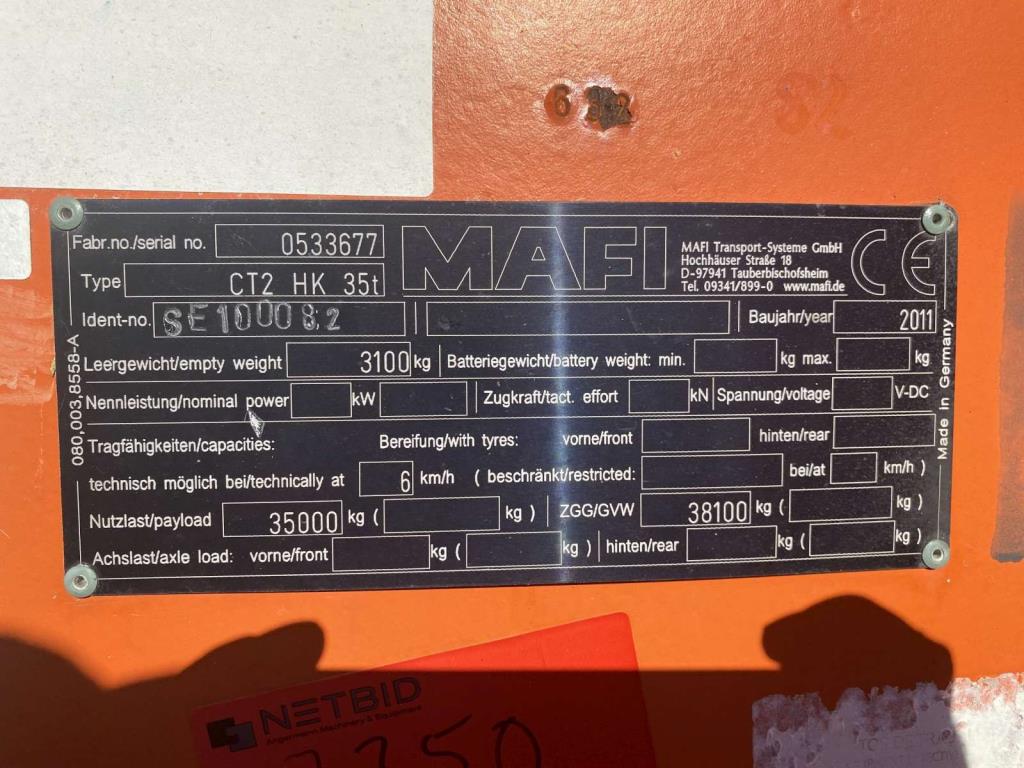 82
Fabr.no./serial no. 0533677
MAFI
MAFI Transport-Systeme GmbH
Hochhäuser Straße 18
D-97941 Tauberbischofsheim
Tel. 09341/899-0 www.mafi.de
CE
Type CT2 HK 35t
Ident-no. SE100082 Baujahr/year 2011
Leergewicht/empty weight 3100 kg Batteriegewicht/battery weight: min. kg max. kg
Nennleistung/nominal power kW Zugkraft/tact. effort kN Spannung/voltage V-DC
Tragfähigkeiten/capacities: Bereifung/with tyres: vorne/front hinten/rear
technisch möglich bei/technically at 6 km/h ( beschränkt/restricted: bei/at km/h )
Nutzlast/payload 35000 kg ( kg ) ZGG/GVW 38100 kg ( kg )
Achslast/axle load: vorne/front kg ( kg ) hinten/rear kg ( kg )
080,003,8558-A
Made in Germany
NETBID
Angermann Machinery & Equipment